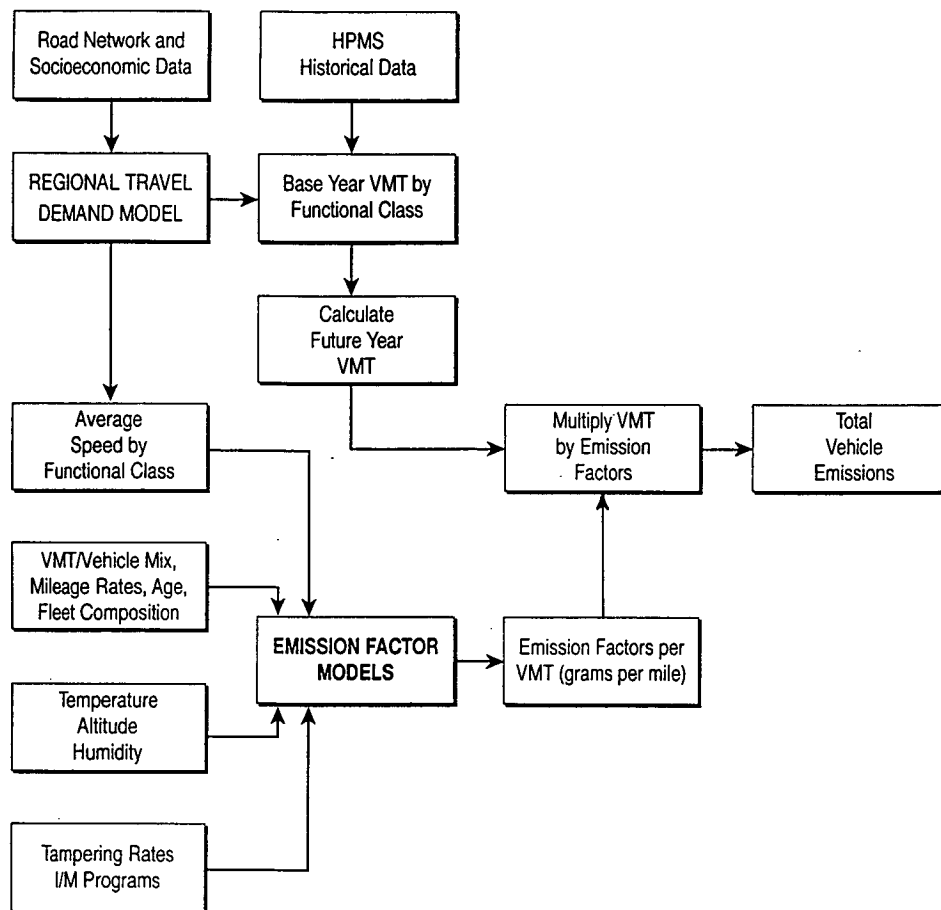 Road Network and
Socioeconomic Data
HPMS
Historical Data
REGIONAL TRAVEL
DEMAND MODEL
Base Year VMT by
Functional Class
Calculate
Future Year
VMT
Average
Speed by
Functional Class
Multiply VMT
by Emission
Factors
Total
Vehicle
Emissions
VMT/Vehicle Mix,
Mileage Rates, Age,
Fleet Composition
EMISSION FACTOR
MODELS
Emission Factors per
VMT (grams per mile)
Temperature
Altitude
Humidity
Tampering Rates
I/M Programs